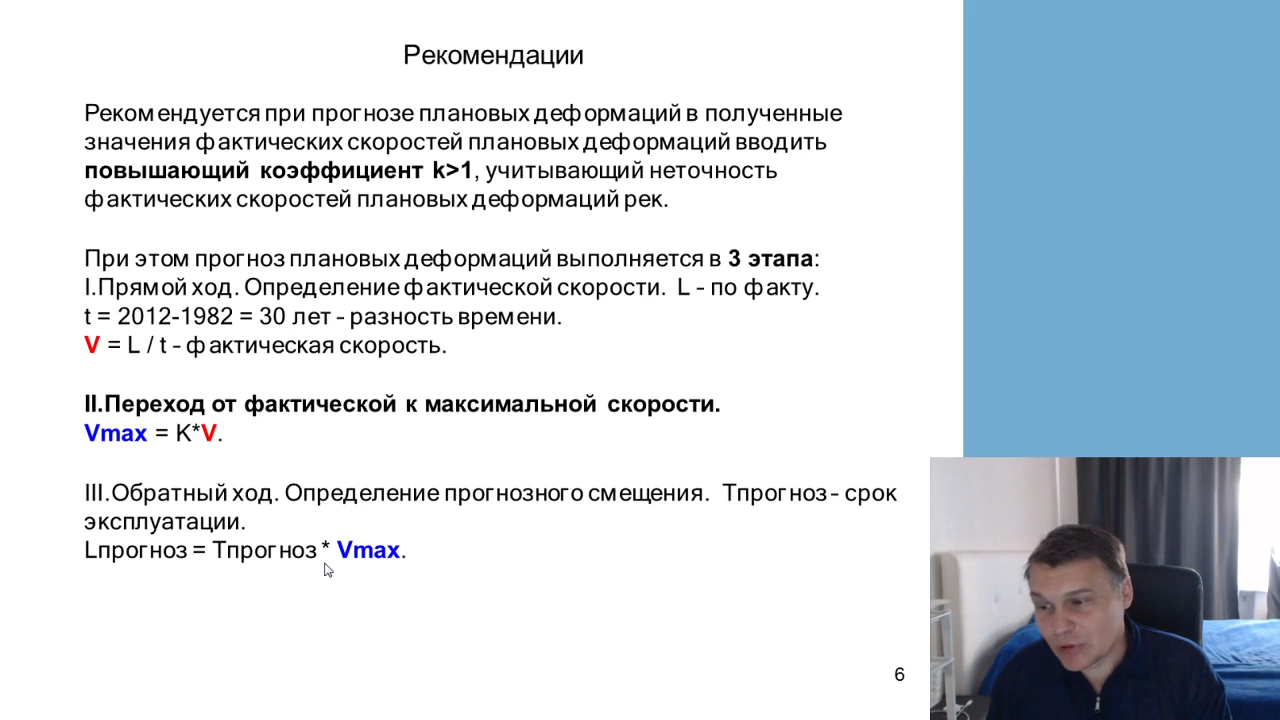 Рекомендации
Рекомендуется при прогнозе плановых деформаций в полученные
значения фактических скоростей плановых деформаций вводить
повышающий коэффициент k>1, учитывающий неточность
фактических скоростей плановых деформаций рек.
При этом прогноз плановых деформаций выполняется в 3 этапа:
I.Прямой ход. Определение фактической скорости. L - по факту.
t = 2012-1982 = 30 лет - разность времени.
V = L / t - фактическая скорость.
II.Переход от фактической к максимальной скорости.
Vmax = K*V.
III.Обратный ход. Определение прогнозного смещения. Tпрогноз - срок
эксплуатации.
Lпрогноз = Тпрогноз * Vmax.
6